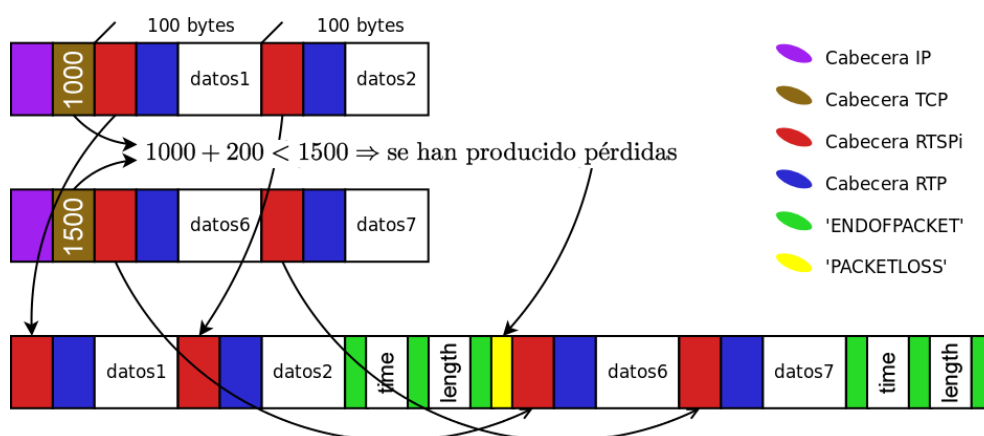 100 bytes
100 bytes
1000
datos1
datos2
1000 + 200 < 1500 ⇒ se han producido pérdidas
1500
datos6
datos7
datos1
datos2
time
length
datos6
datos7
time
length
Cabecera IP
Cabecera TCP
Cabecera RTSPi
Cabecera RTP
'ENDOFPACKET'
'PACKETLOSS'